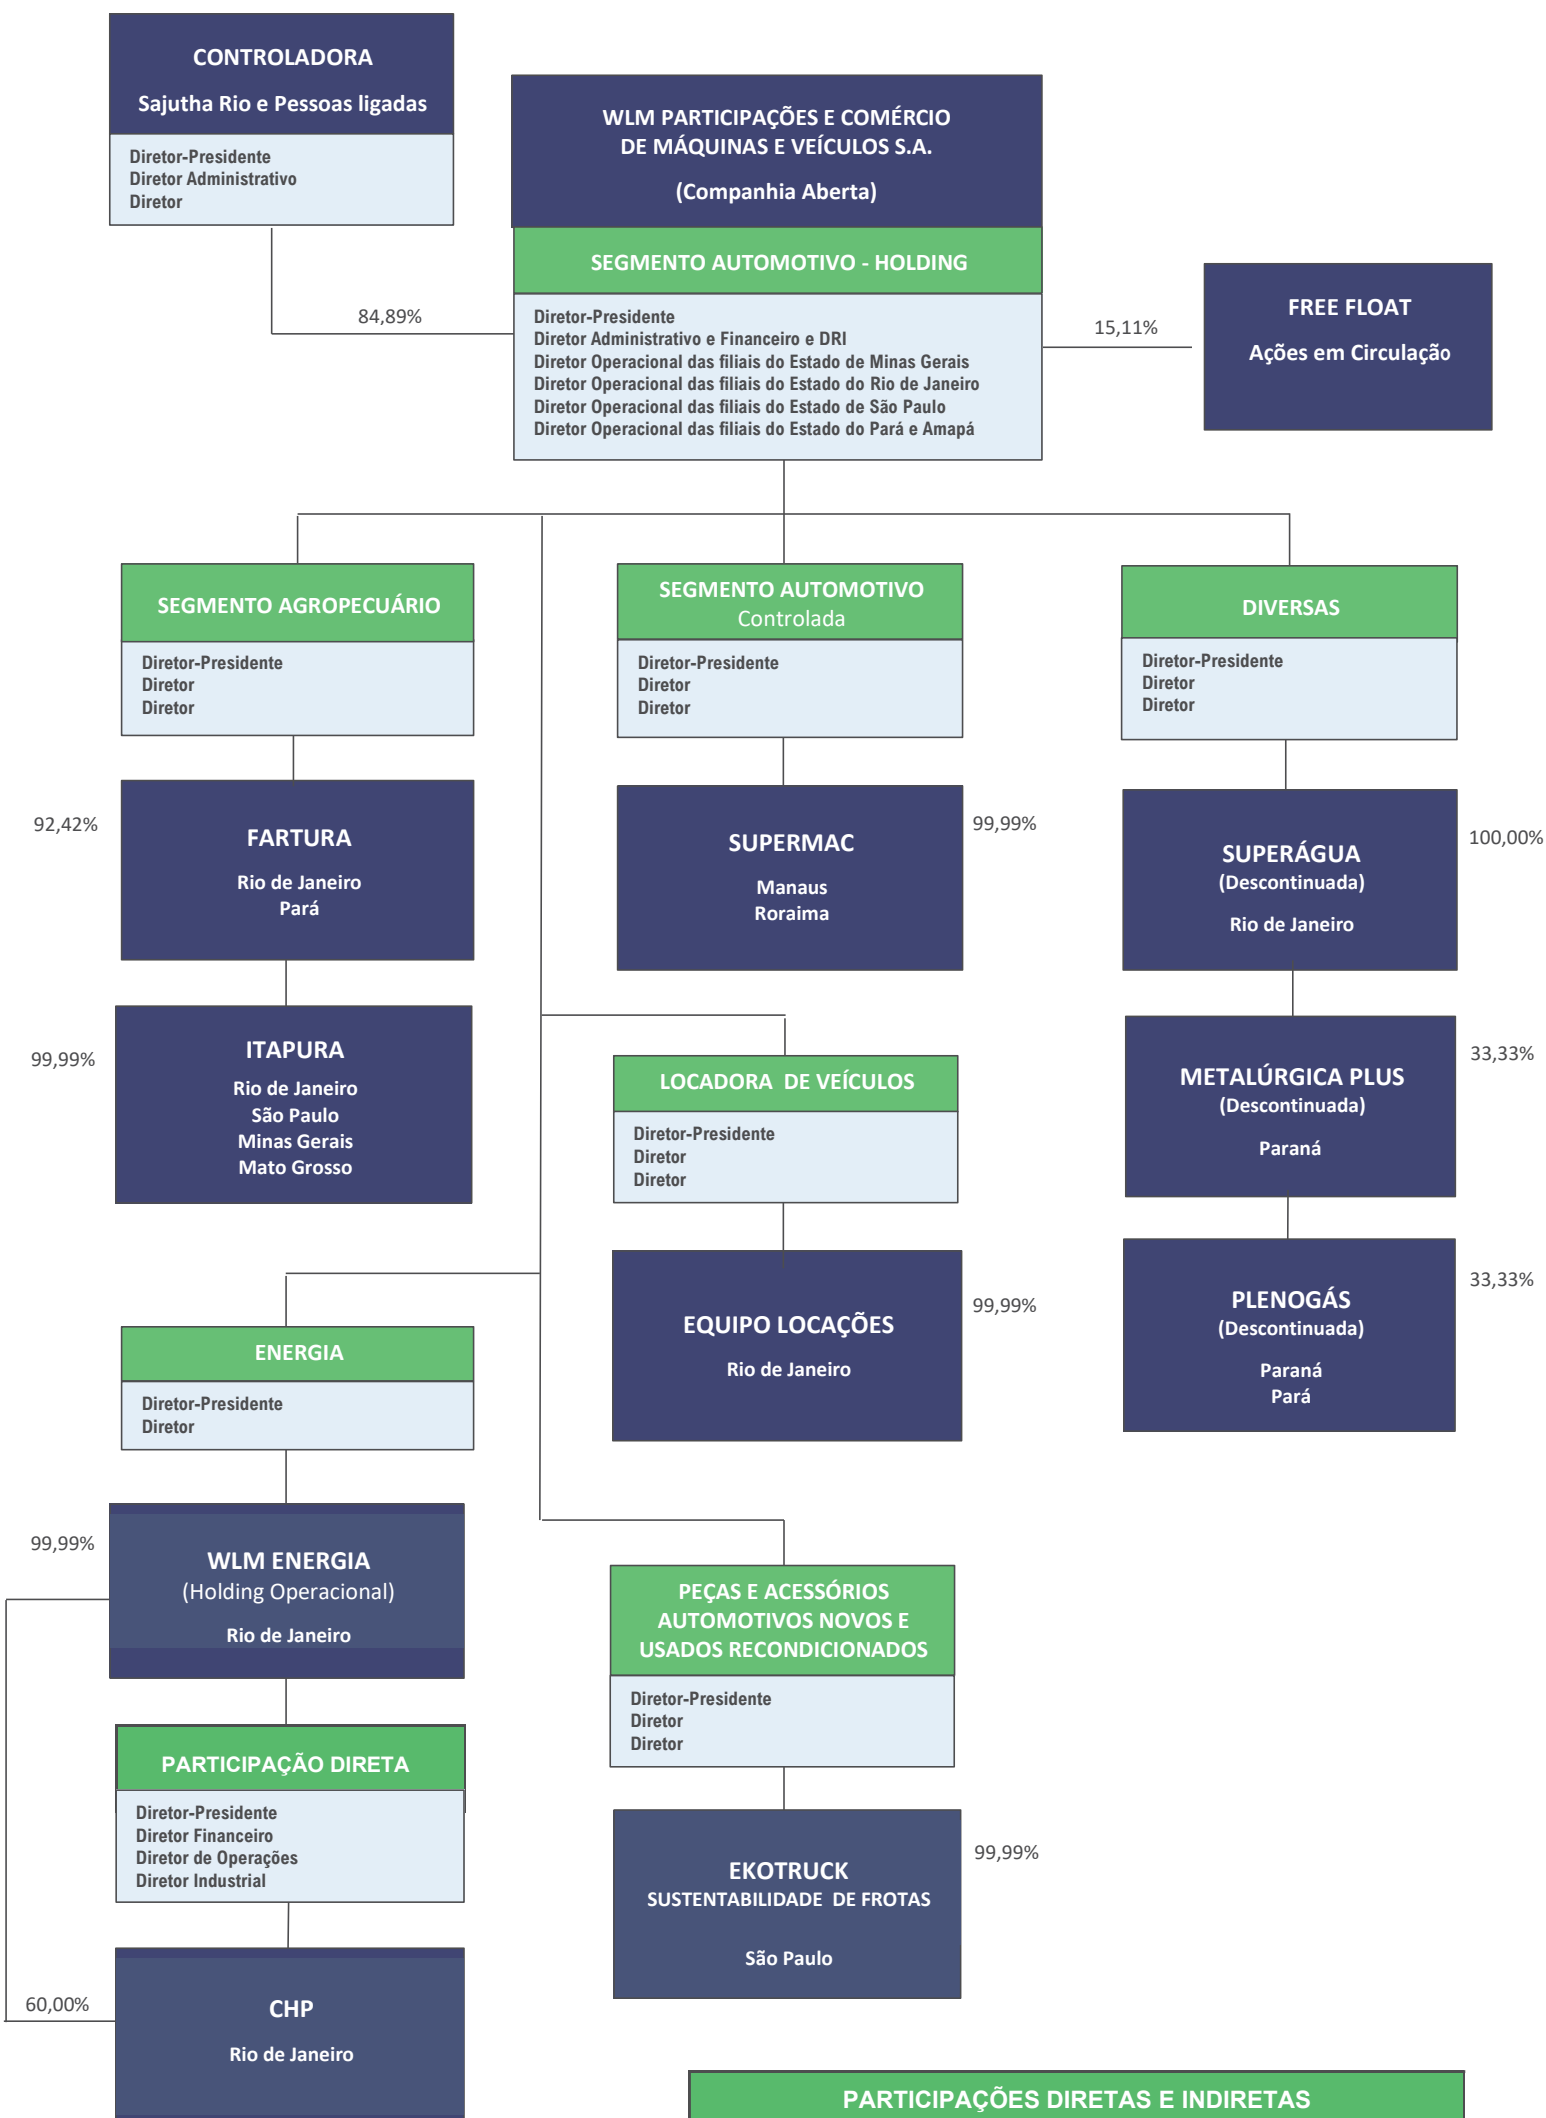 CONTROLADORA
Sajutha Rio e Pessoas ligadas
Diretor-Presidente
Diretor Administrativo
Diretor
WLM PARTICIPAÇÕES E COMÉRCIO
DE MÁQUINAS E VEÍCULOS S.A.
(Companhia Aberta)
SEGMENTO AUTOMOTIVO - HOLDING
Diretor-Presidente
Diretor Administrativo e Financeiro e DRI
Diretor Operacional das filiais do Estado de Minas Gerais
Diretor Operacional das filiais do Estado do Rio de Janeiro
Diretor Operacional das filiais do Estado de São Paulo
Diretor Operacional das filiais do Estado do Pará e Amapá
84,89%
15,11%
FREE FLOAT
Ações em Circulação
SEGMENTO AGROPECUÁRIO
Diretor-Presidente
Diretor
Diretor
92,42%
FARTURA
Rio de Janeiro
Pará
99,99%
ITAPURA
Rio de Janeiro
São Paulo
Minas Gerais
Mato Grosso
SEGMENTO AUTOMOTIVO
Controlada
Diretor-Presidente
Diretor
Diretor
SUPERMAC
Manaus
Roraima
99,99%
DIVERSAS
Diretor-Presidente
Diretor
Diretor
SUPERÁGUA
(Descontinuada)
Rio de Janeiro
100,00%
METALÚRGICA PLUS
(Descontinuada)
Paraná
33,33%
PLENOGÁS
(Descontinuada)
Paraná
Pará
33,33%
LOCADORA DE VEÍCULOS
Diretor-Presidente
Diretor
Diretor
EQUIPO LOCAÇÕES
Rio de Janeiro
99,99%
ENERGIA
Diretor-Presidente
Diretor
99,99%
WLM ENERGIA
(Holding Operacional)
Rio de Janeiro
PARTICIPAÇÃO DIRETA
Diretor-Presidente
Diretor Financeiro
Diretor de Operações
Diretor Industrial
60,00%
CHP
Rio de Janeiro
PEÇAS E ACESSÓRIOS
AUTOMOTIVOS NOVOS E
USADOS RECONDICIONADOS
Diretor-Presidente
Diretor
Diretor
EKOTRUCK
SUSTENTABILIDADE DE FROTAS
São Paulo
99,99%
PARTICIPAÇÕES DIRETAS E INDIRETAS